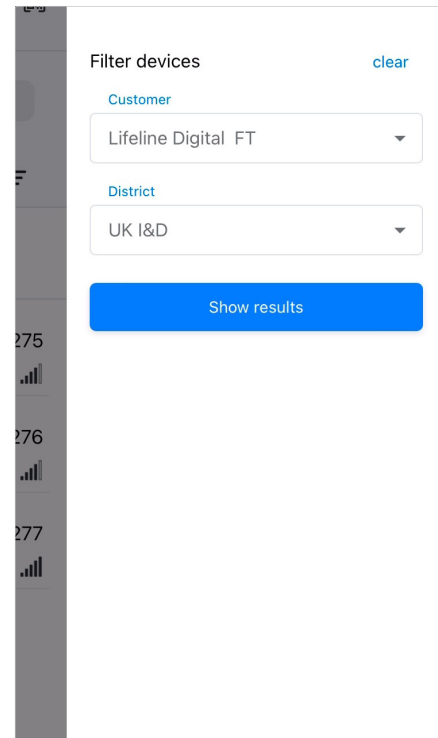 Filter devices
clear
Customer
Lifeline Digital  FT
District
UK I&D
Show results
275
276
277